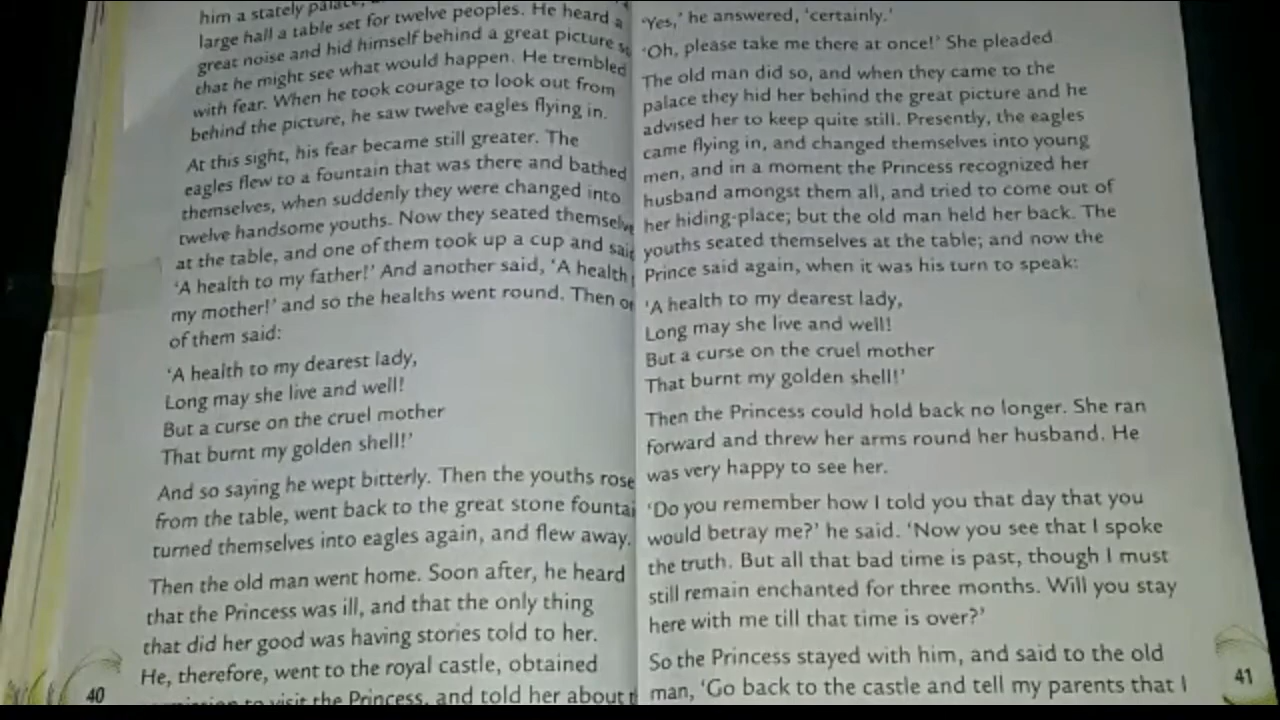 him a stately
large hall a table set for twelve peoples. He heard a
great noise and hid himself behind a great picture
that he might see what would happen. He trembled
with fear. When he took courage to look out from
behind the picture, he saw twelve eagles flying in.
At this sight, his fear became still greater. The
eagles flew to a fountain that was there and bathed
themselves, when suddenly they were changed into
twelve handsome youths. Now they seated
at the table, and one of them took up a cup and
'A health to my father!' And another said, 'A health
my mother!' and so the healths went round. Then
of them said:
'A health to my dearest lady,
Long may she live and well!
But a curse on the cruel mother
That burnt my golden shell!'
And so saying he wept bitterly. Then the youths rose
from the table, went back to the great stone
turned themselves into eagles again, and flew away.
Then the old man went home. Soon after, he heard
that the Princess was ill, and that the only thing
that did her good was having stories told to her.
He, therefore, went to the royal castle, obtained
to visit the Princess, and told her about
40
'Yes,' he answered, 'certainly.'
'Oh, please take me there at once!' She pleaded
The old man did so, and when they came to the
palace they hid her behind the great picture and he
advised her to keep quite still. Presently, the eagles
came flying in, and changed themselves into young
men, and in a moment the Princess recognized her
husband amongst them all, and tried to come out of
her hiding-place; but the old man held her back. The
youths seated themselves at the table; and now the
Prince said again, when it was his turn to speak:
'A health to my dearest lady,
Long may she live and well!
But a curse on the cruel mother
That burnt my golden shell!'
Then the Princess could hold back no longer. She ran
forward and threw her arms round her husband. He
was very happy to see her.
'Do you remember how I told you that day that you
would betray me?' he said. 'Now you see that I spoke
the truth. But all that bad time is past, though I must
still remain enchanted for three months. Will you stay
here with me till that time is over?'
So the Princess stayed with him, and said to the old
man, 'Go back to the castle and tell my parents that I
41